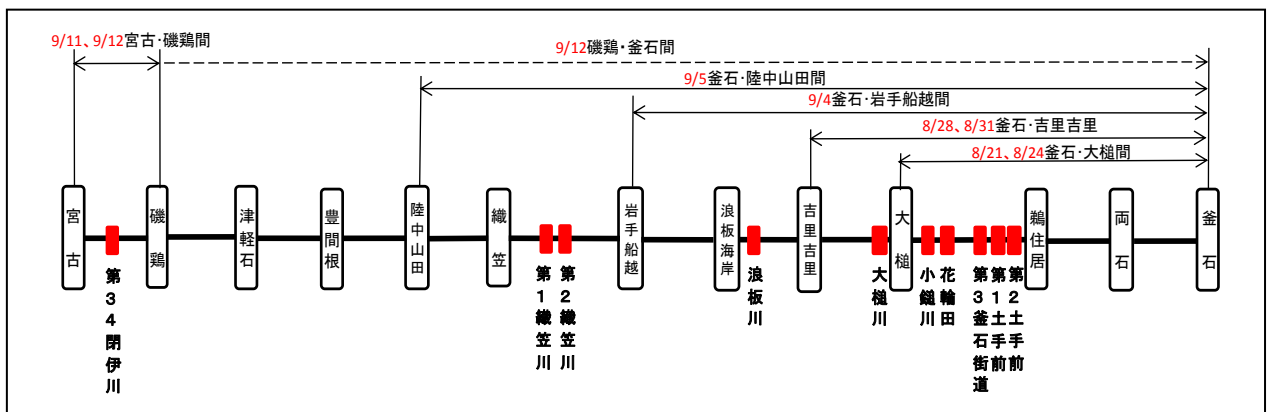 9/11、9/12宮古・磯鶏間
9/12磯鶏・釜石間
9/5釜石・陸中山田間
9/4釜石・岩手船越間
8/28、8/31釜石・吉里吉里
8/21、8/24釜石・大槌間
宮古
磯鶏
津軽石
豊間根
陸中山田
織笠
岩手船越
浪板海岸
吉里吉里
大槌
鵜住居
両石
釜石
第34閉伊川
第1織笠川
第2織笠川
浪板川
大槌川
小鎚川
花輪田
第3釜石街道
第1土手前
第2土手前